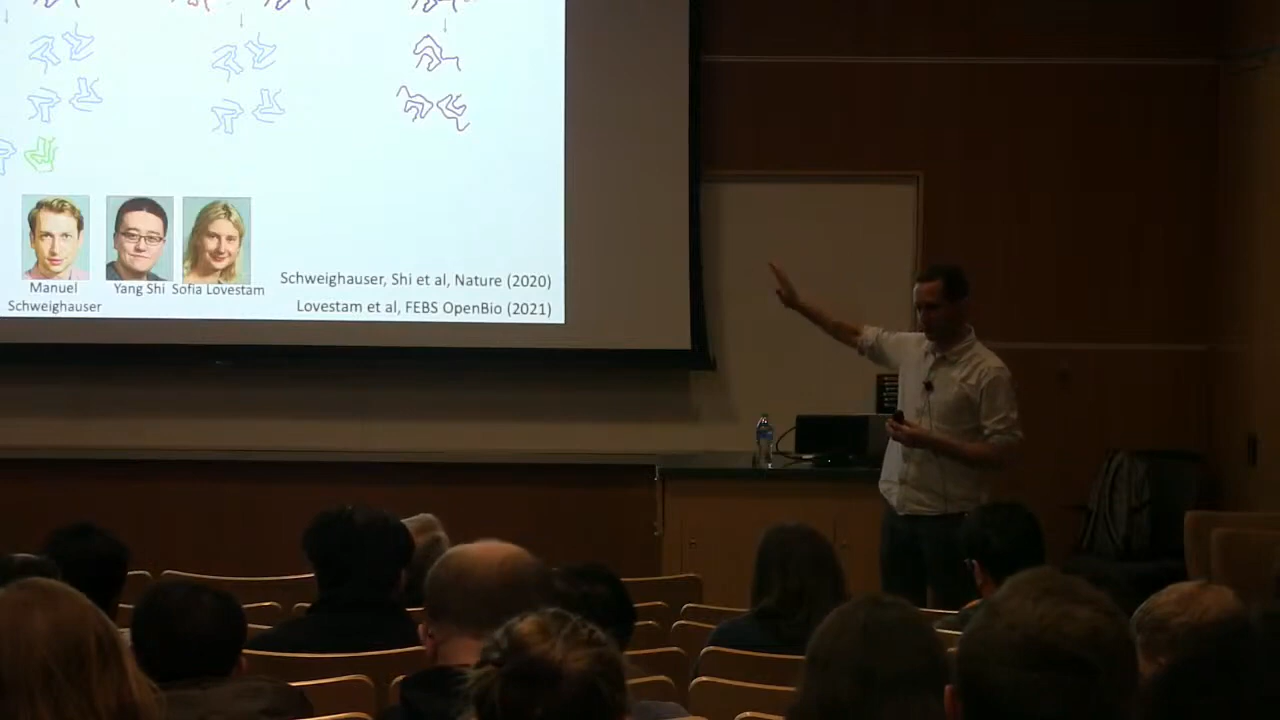 Manuel
Schweighauser
Yang Shi
Sofia Lovestam
Schweighauser, Shi et al, Nature (2020)
Lovestam et al, FEBS OpenBio (2021)